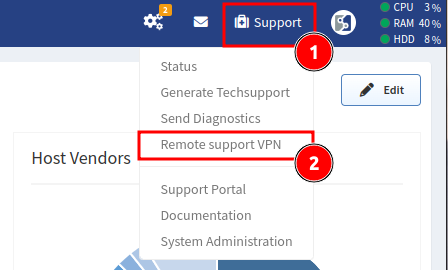 2
Support
CPU 3 %
RAM 40 %
HDD 8 %
1
Status
Generate Techsupport
Send Diagnostics
Remote support VPN
2
Support Portal
Documentation
System Administration
Edit
Host Vendors